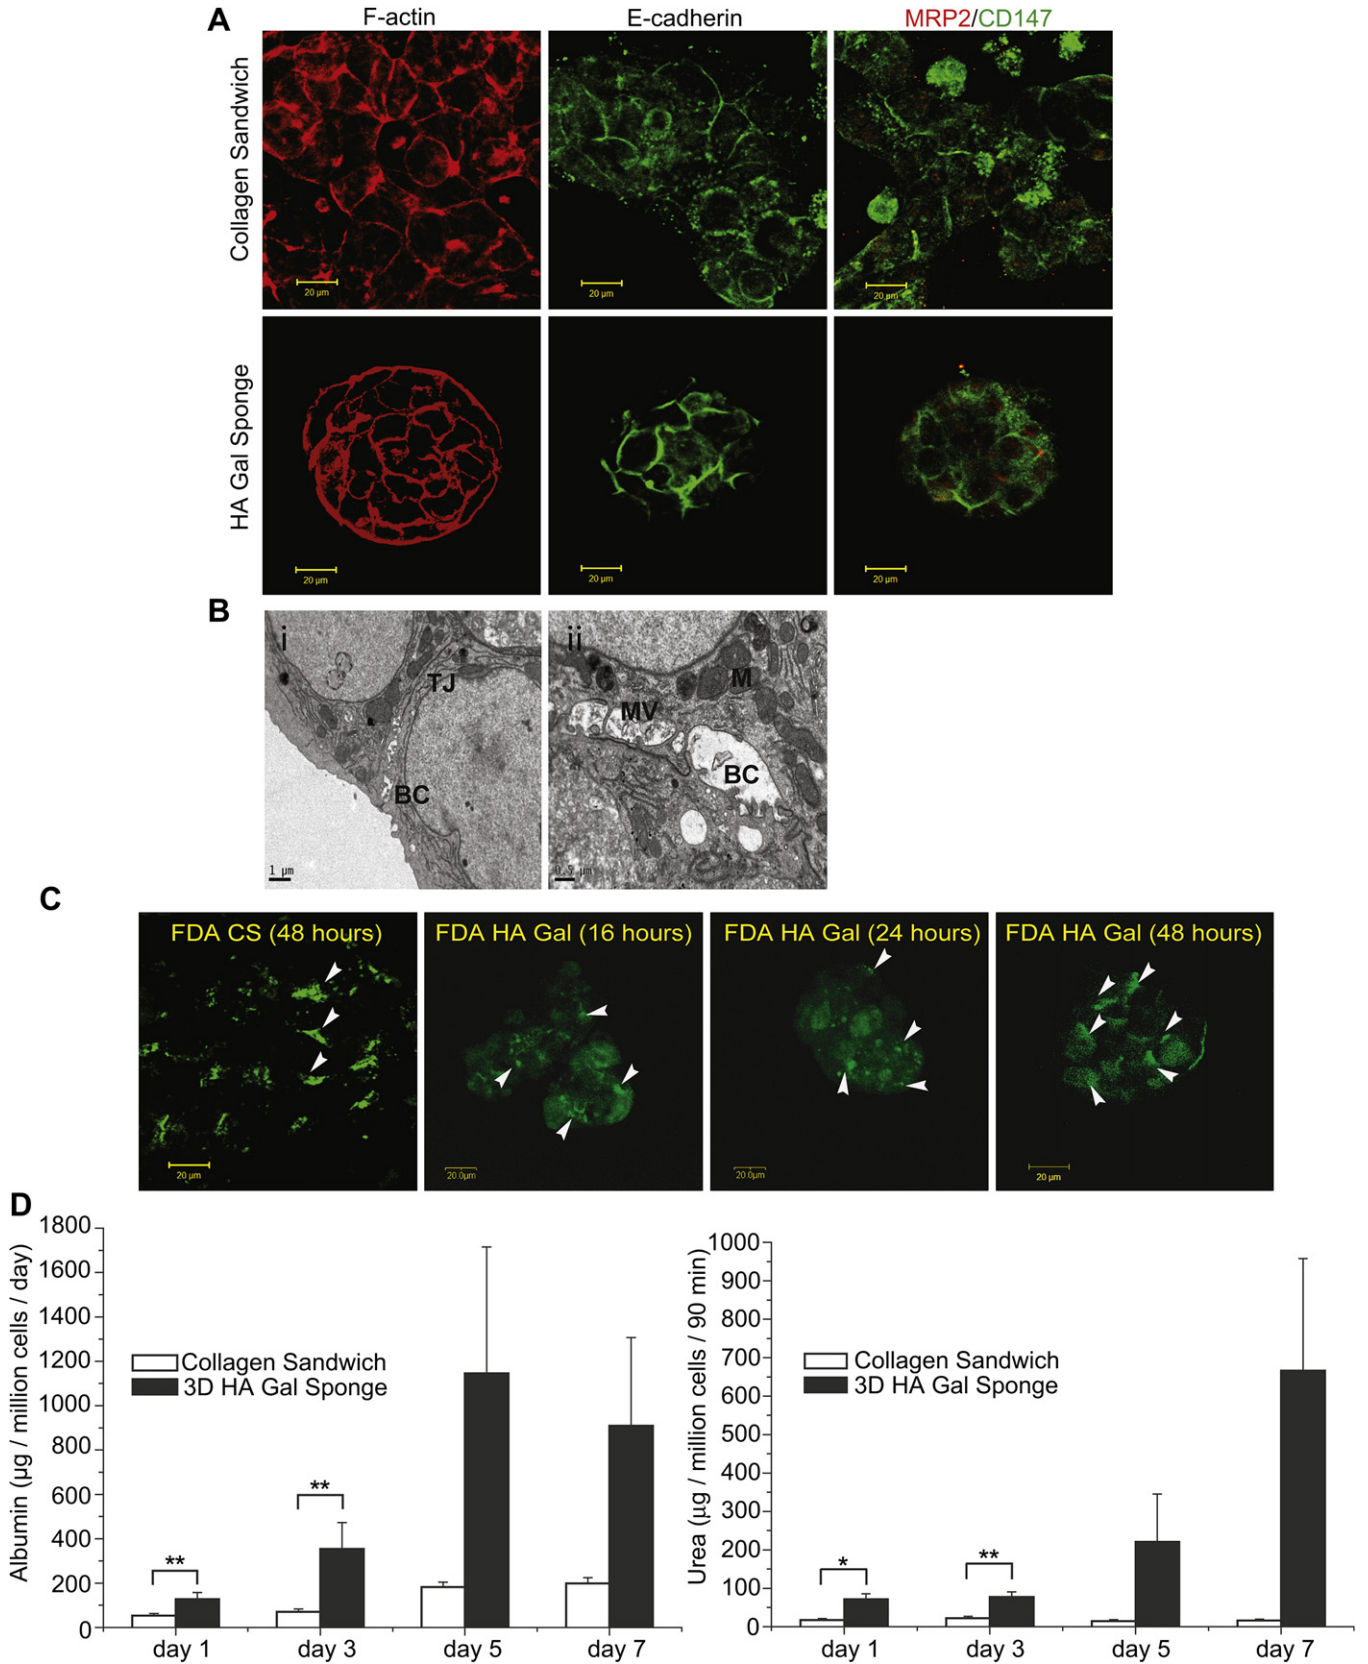 A
F-actin
E-cadherin
MRP2/CD147
Collagen Sandwich
20 µm
20 µm
20 µm
HA Gal Sponge
20 µm
20 µm
20 µm
B
i
TJ
BC
1 µm
ii
M
MV
BC
0.5 µm
C
FDA CS (48 hours)
FDA HA Gal (16 hours)
FDA HA Gal (24 hours)
FDA HA Gal (48 hours)
20 µm
20.0µm
20.0µm
20 µm
D
Albumin (µg / million cells / day)
1800
1600
1400
1200
1000
800
600
400
200
0
Collagen Sandwich
3D HA Gal Sponge
**
**
day 1
day 3
day 5
day 7
Urea (µg / million cells / 90 min)
1000
900
800
700
600
500
400
300
200
100
0
Collagen Sandwich
3D HA Gal Sponge
*
**
day 1
day 3
day 5
day 7